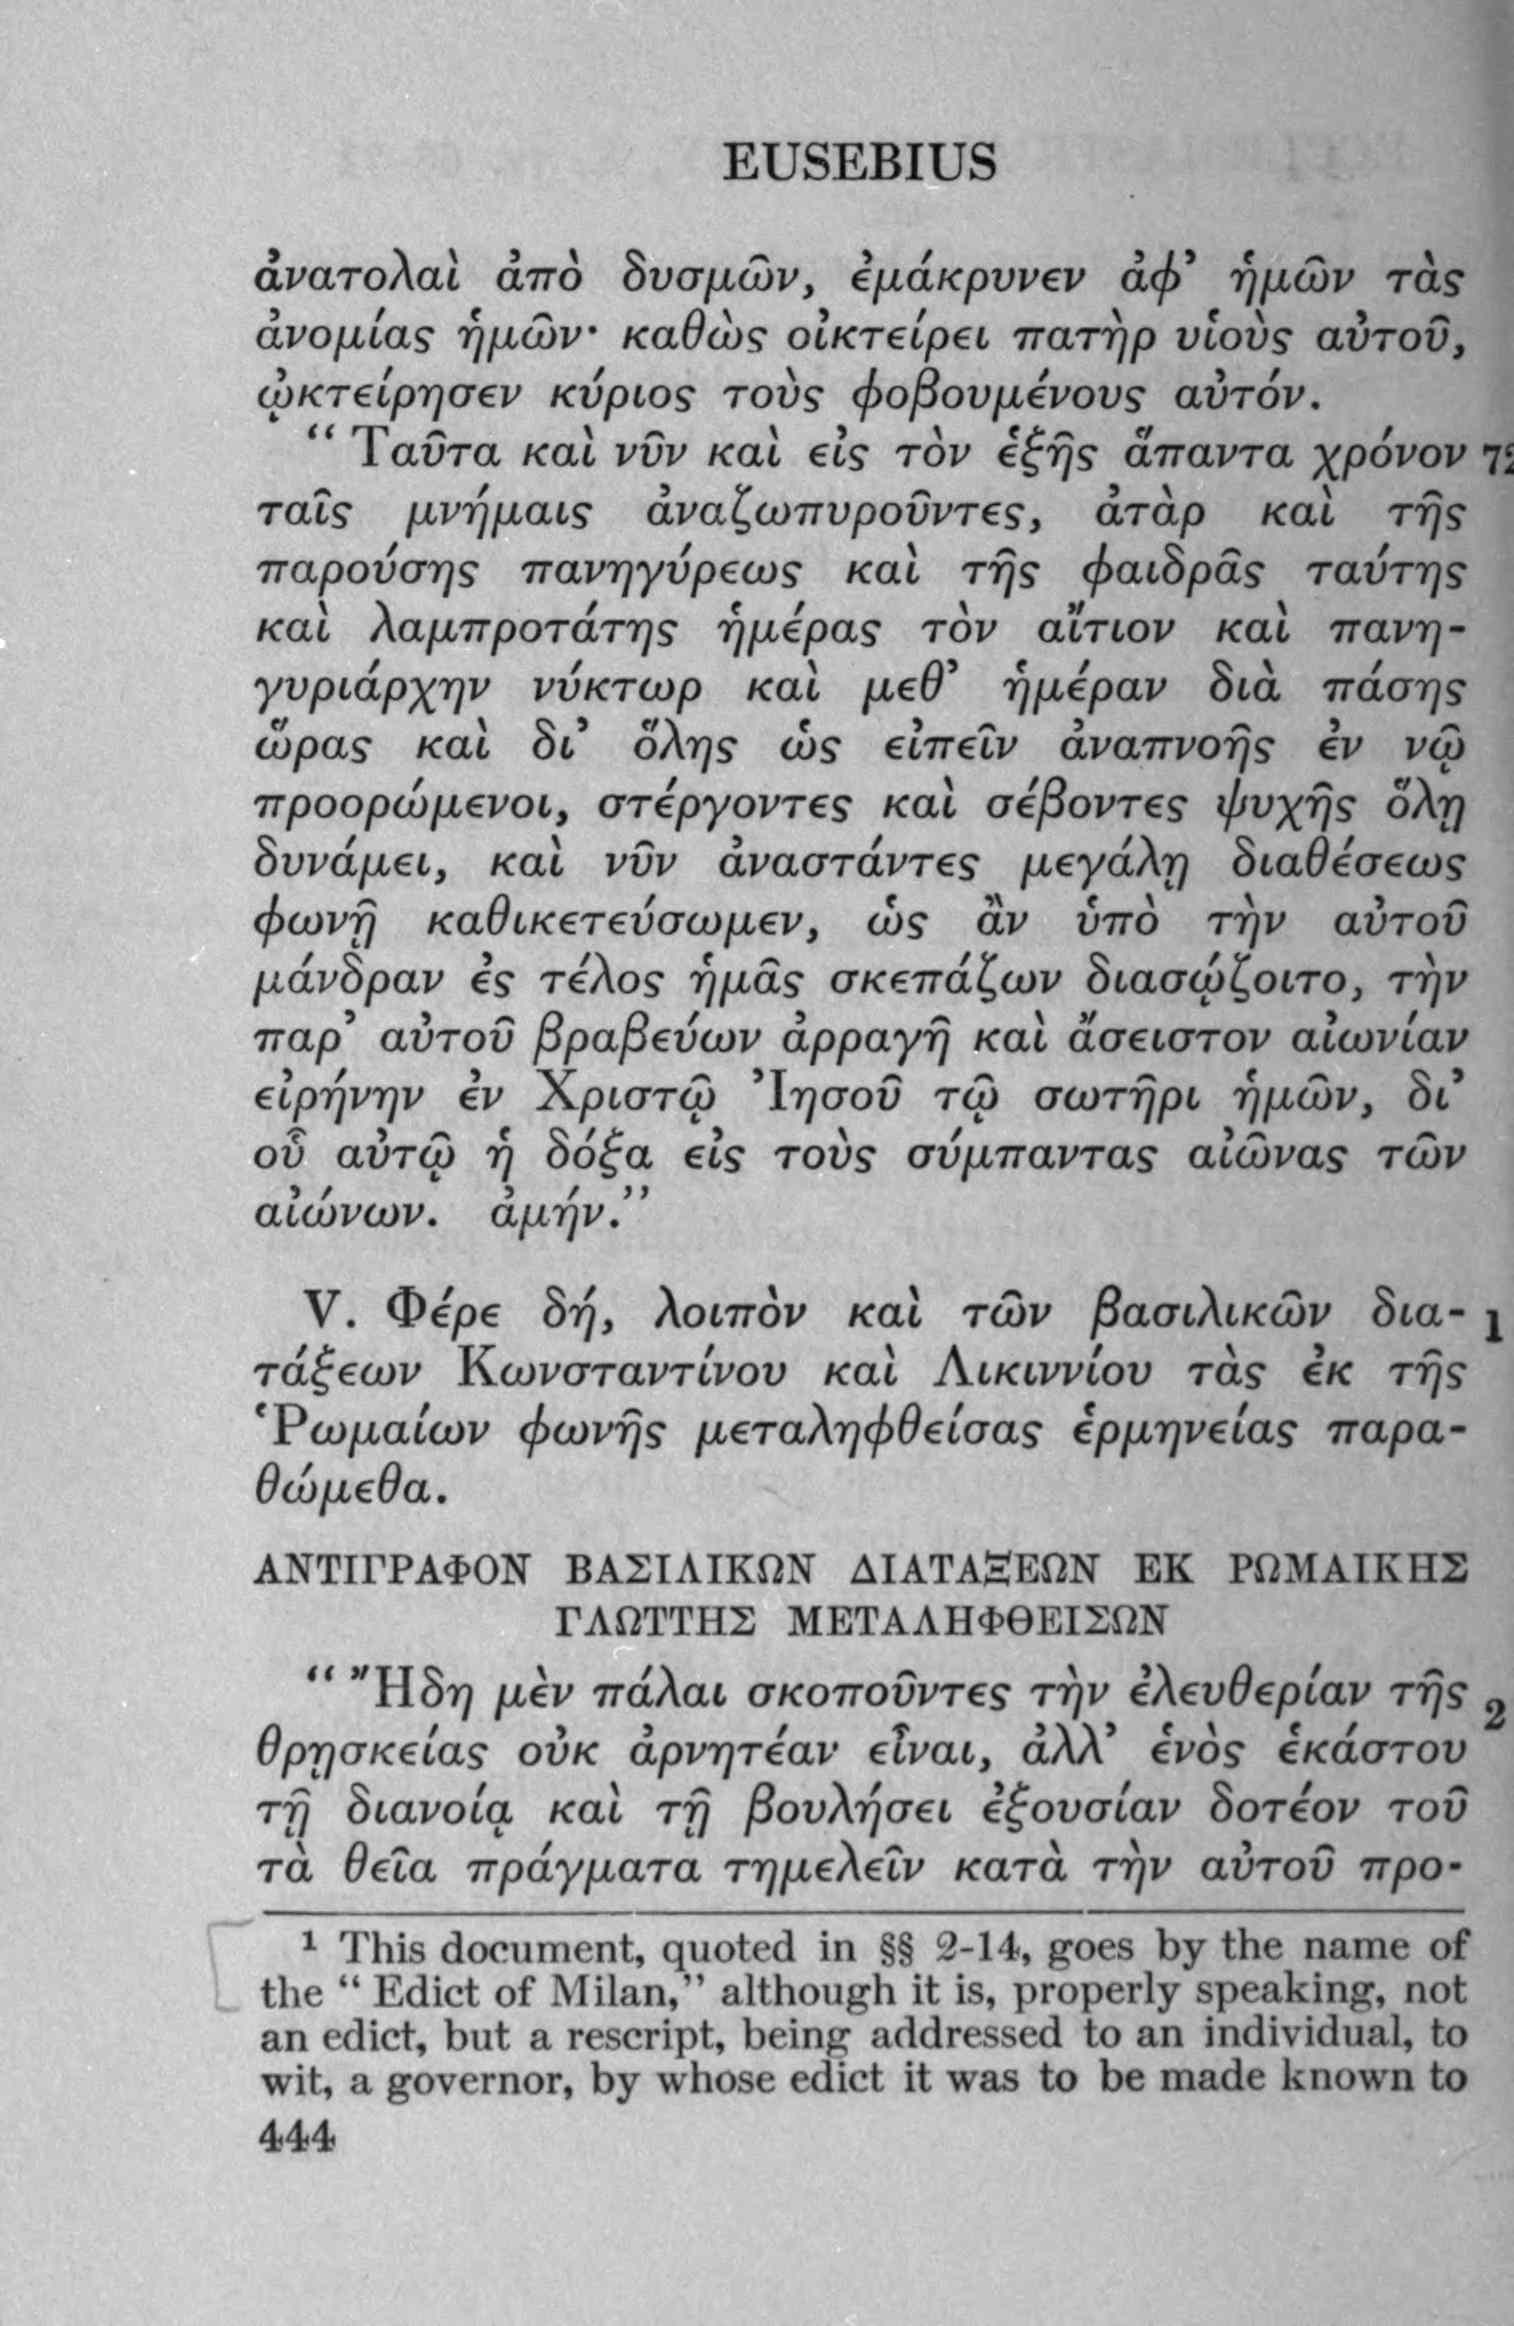 EUSEBIUS
ἀνατολαὶ ἀπὸ δυσμῶν, ἐμάκρυνεν ἀφ’ ἡμῶν τὰς
ἀνομίας ἡμῶν· καθὼς οἰκτείρει πατὴρ υἱοὺς αὐτοῦ,
ᾠκτείρησεν κύριος τοὺς φοβουμένους αὐτόν.
“ Ταῦτα καὶ νῦν καὶ εἰς τὸν ἑξῆς ἅπαντα χρόνον 72
ταῖς μνήμαις ἀναζωπυροῦντες, ἀτὰρ καὶ τῆς
παρούσης πανηγύρεως καὶ τῆς φαιδρᾶς ταύτης
καὶ λαμπροτάτης ἡμέρας τὸν αἴτιον καὶ πανη-
γυριάρχην νύκτωρ καὶ μεθ’ ἡμέραν διὰ πάσης
ὥρας καὶ δι’ ὅλης ὡς εἰπεῖν ἀναπνοῆς ἐν νῷ
προορώμενοι, στέργοντες καὶ σέβοντες ψυχῆς ὅλῃ
δυνάμει, καὶ νῦν ἀναστάντες μεγάλῃ διαθέσεως
φωνῇ καθικετεύσωμεν, ὡς ἂν ὑπὸ τὴν αὐτοῦ
μάνδραν ἐς τέλος ἡμᾶς σκεπάζων διασῴζοιτο, τὴν
παρ’ αὐτοῦ βραβεύων ἀρραγῆ καὶ ἄσειστον αἰωνίαν
εἰρήνην ἐν Χριστῷ Ἰησοῦ τῷ σωτῆρι ἡμῶν, δι’
οὗ αὐτῷ ἡ δόξα εἰς τοὺς σύμπαντας αἰῶνας τῶν
αἰώνων. ἀμήν.”
V. Φέρε δή, λοιπὸν καὶ τῶν βασιλικῶν δια- 1
τάξεων Κωνσταντίνου καὶ Λικιννίου τὰς ἐκ τῆς
Ῥωμαίων φωνῆς μεταληφθείσας ἑρμηνείας παρα-
θώμεθα.
ΑΝΤΙΓΡΑΦΟΝ ΒΑΣΙΛΙΚΩΝ ΔΙΑΤΑΞΕΩΝ ΕΚ ΡΩΜΑΙΚΗΣ
ΓΛΩΤΤΗΣ ΜΕΤΑΛΗΦΘΕΙΣΩΝ
“ Ἤδη μὲν πάλαι σκοποῦντες τὴν ἐλευθερίαν τῆς 2
θρῃσκείας οὐκ ἀρνητέαν εἶναι, ἀλλ’ ἑνὸς ἑκάστου
τῇ διανοίᾳ καὶ τῇ βουλήσει ἐξουσίαν δοτέον τοῦ
τὰ θεῖα πράγματα τημελεῖν κατὰ τὴν αὐτοῦ προ-
¹ This document, quoted in §§ 2-14, goes by the name of
the “ Edict of Milan,” although it is, properly speaking, not
an edict, but a rescript, being addressed to an individual, to
wit, a governor, by whose edict it was to be made known to
444